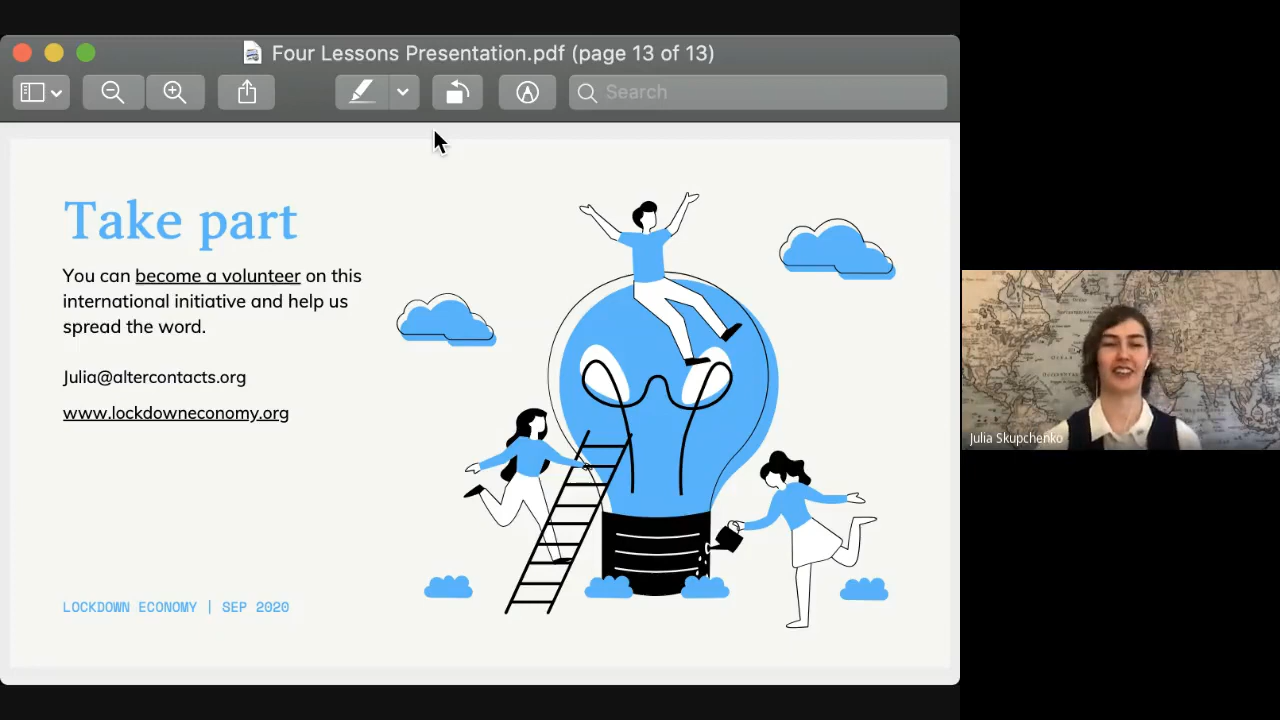 Four Lessons Presentation.pdf (page 13 of 13)
Search
Take part
You can become a volunteer on this
international initiative and help us
spread the word.
Julia@altercontacts.org
www.lockdowneconomy.org
LOCKDOWN ECONOMY | SEP 2020
Julia Skupchenko